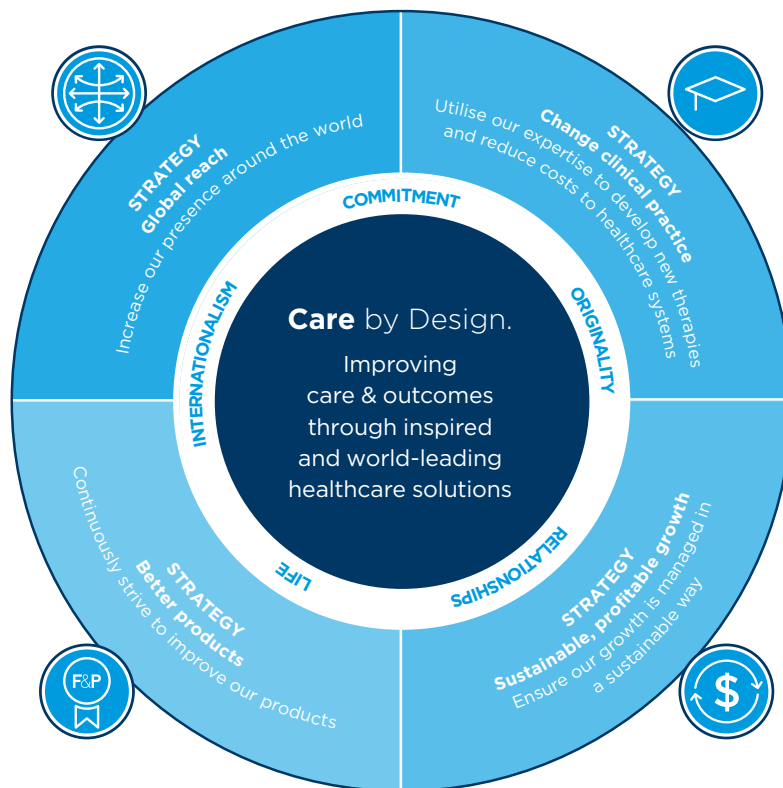 STRATEGY
Global reach
Increase our presence around the world
STRATEGY
Change clinical practice
Utilise our expertise to develop new therapies
and reduce costs to healthcare systems
COMMITMENT
ORIGINALITY
RELATIONSHIPS
LIFE
INTERNATIONALISM
Care by Design.
Improving
care & outcomes
through inspired
and world-leading
healthcare solutions
STRATEGY
Better products
Continuously strive to improve our products
F&P
STRATEGY
Sustainable, profitable growth
Ensure our growth is managed in
a sustainable way
$